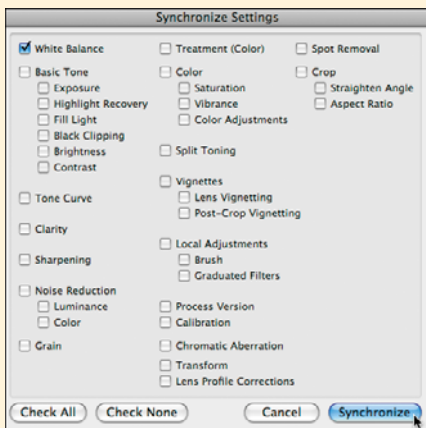 Synchronize Settings
White Balance
Basic Tone
Exposure
Highlight Recovery
Fill Light
Black Clipping
Brightness
Contrast
Tone Curve
Clarity
Sharpening
Noise Reduction
Luminance
Color
Grain
Treatment (Color)
Color
Saturation
Vibrance
Color Adjustments
Split Toning
Vignettes
Lens Vignetting
Post-Crop Vignetting
Local Adjustments
Brush
Graduated Filters
Process Version
Calibration
Chromatic Aberration
Transform
Lens Profile Corrections
Spot Removal
Crop
Straighten Angle
Aspect Ratio
Check All
Check None
Cancel
Synchronize